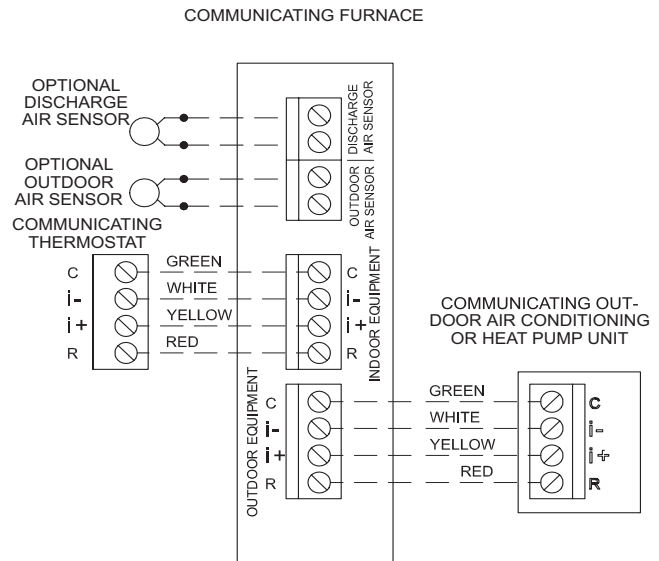 COMMUNICATING FURNACE
OPTIONAL
DISCHARGE
AIR SENSOR
DISCHARGE
AIR SENSOR
OPTIONAL
OUTDOOR
AIR SENSOR
OUTDOOR
AIR SENSOR
COMMUNICATING
THERMOSTAT
C GREEN C
i- WHITE i-
i+ YELLOW i+
R RED R
INDOOR EQUIPMENT
COMMUNICATING OUT-
DOOR AIR CONDITIONING
OR HEAT PUMP UNIT
OUTDOOR EQUIPMENT
C GREEN C
i- WHITE i-
i+ YELLOW i+
R RED R